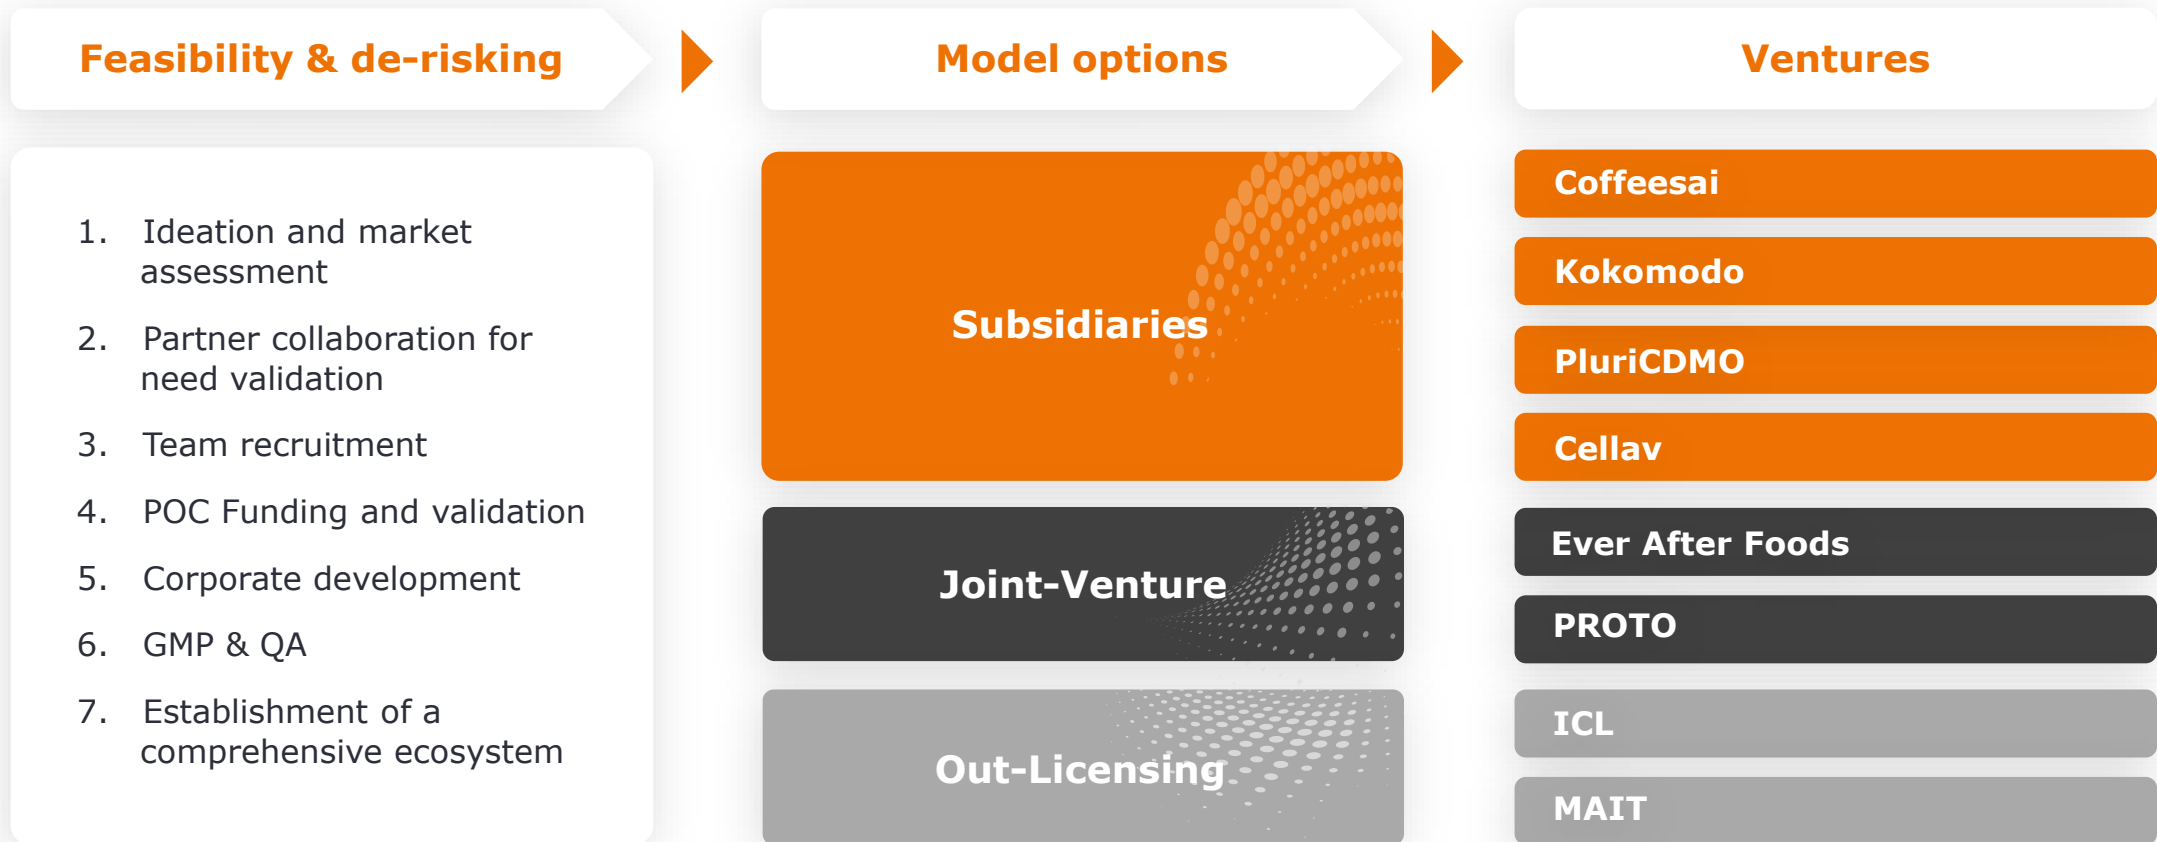 Feasibility & de-risking
1. Ideation and market
assessment
2. Partner collaboration for
need validation
3. Team recruitment
4. POC Funding and validation
5. Corporate development
6. GMP & QA
7. Establishment of a
comprehensive ecosystem
Model options
Subsidiaries
Joint-Venture
Out-Licensing
Ventures
Coffeesai
Kokomodo
PluriCDMO
Cellav
Ever After Foods
PROTO
ICL
MAIT